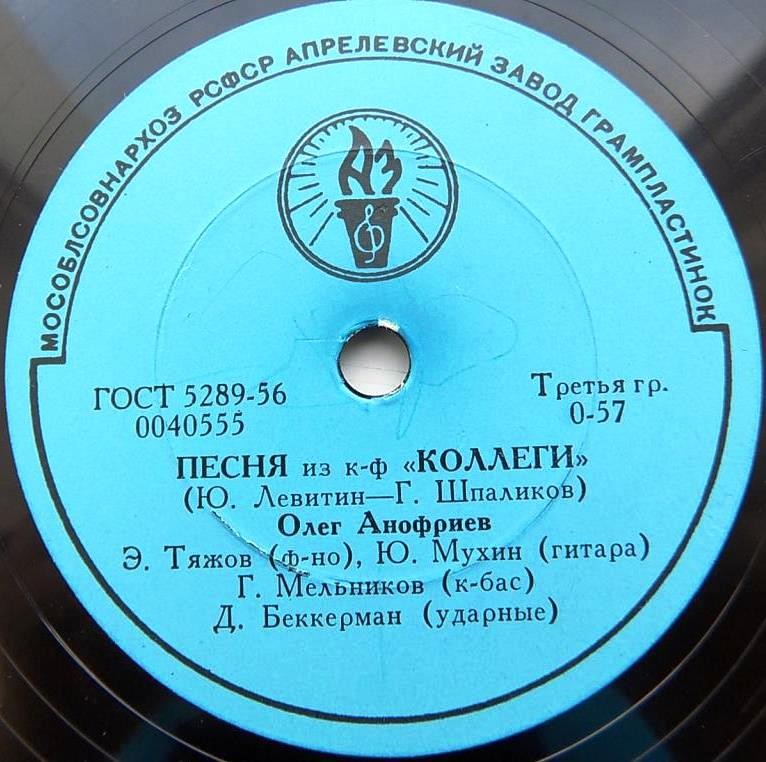 МОСОБЛСОВНАРХОЗ РСФСР АПРЕЛЕВСКИЙ ЗАВОД ГРАМПЛАСТИНОК
АЗ
ГОСТ 5289-56
0040555
Третья гр.
0-57
ПЕСНЯ из к-ф «КОЛЛЕГИ»
(Ю. Левитин—Г. Шпаликов)
Олег Анофриев
Э. Тяжов (ф-но), Ю. Мухин (гитара)
Г. Мельников (к-бас)
Д. Беккерман (ударные)